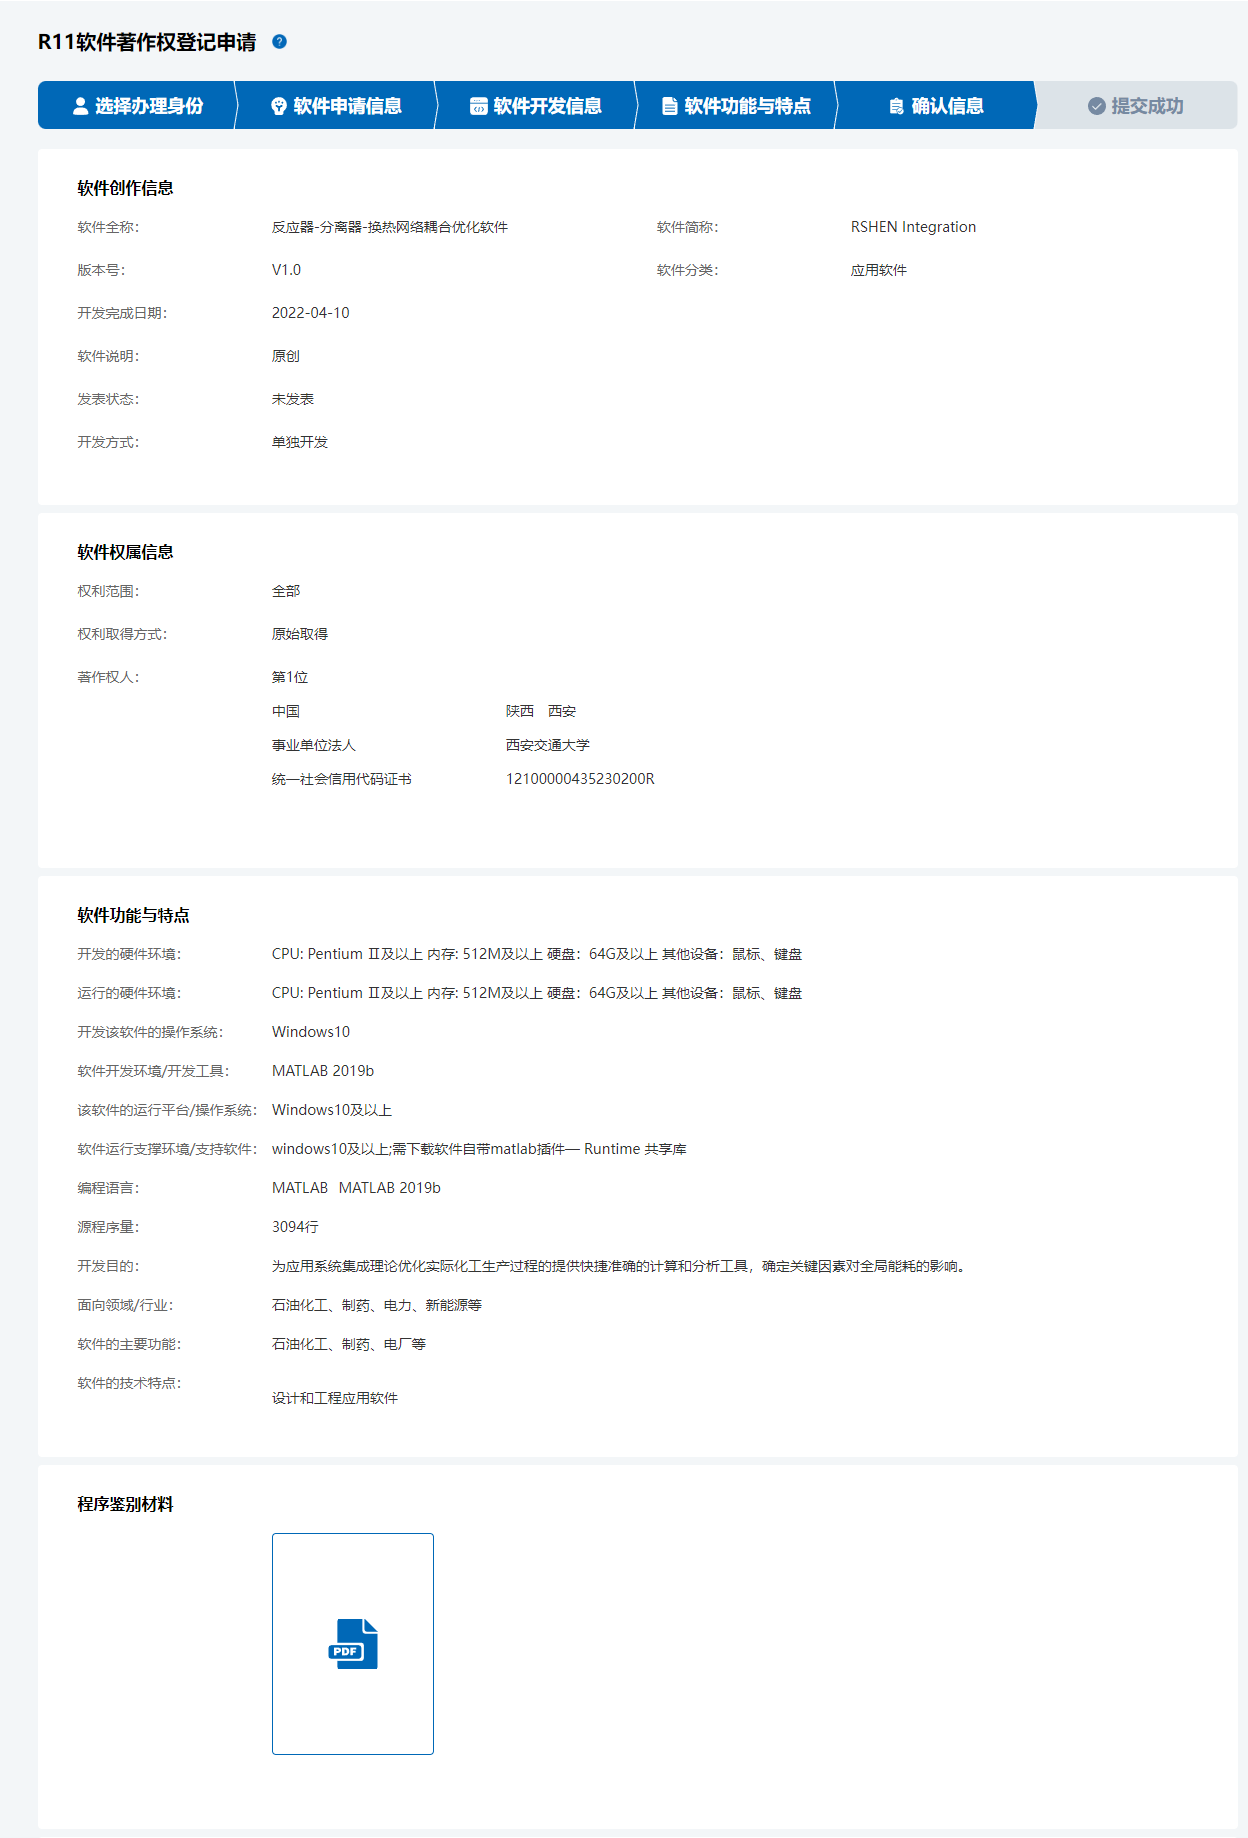 R11软件著作权登记申请 ?
选择办理身份 软件申请信息 软件开发信息 软件功能与特点 确认信息 提交成功
软件创作信息
软件全称： 反应器-分离器-换热网络耦合优化软件 软件简称： RSHEN Integration
版本号： V1.0 软件分类： 应用软件
开发完成日期： 2022-04-10
软件说明： 原创
发表状态： 未发表
开发方式： 单独开发
软件权属信息
权利范围： 全部
权利取得方式： 原始取得
著作权人： 第1位
中国 陕西 西安
事业单位法人 西安交通大学
统一社会信用代码证书 12100000435230200R
软件功能与特点
开发的硬件环境： CPU: Pentium Ⅱ及以上 内存: 512M及以上 硬盘：64G及以上 其他设备：鼠标、键盘
运行的硬件环境： CPU: Pentium Ⅱ及以上 内存: 512M及以上 硬盘：64G及以上 其他设备：鼠标、键盘
开发该软件的操作系统： Windows10
软件开发环境/开发工具： MATLAB 2019b
该软件的运行平台/操作系统： Windows10及以上
软件运行支撑环境/支持软件： windows10及以上;需下载软件自带matlab插件— Runtime 共享库
编程语言： MATLAB MATLAB 2019b
源程序量： 3094行
开发目的： 为应用系统集成理论优化实际化工生产过程的提供快捷准确的计算和分析工具，确定关键因素对全局能耗的影响。
面向领域/行业： 石油化工、制药、电力、新能源等
软件的主要功能： 石油化工、制药、电厂等
软件的技术特点：
设计和工程应用软件
程序鉴别材料
PDF